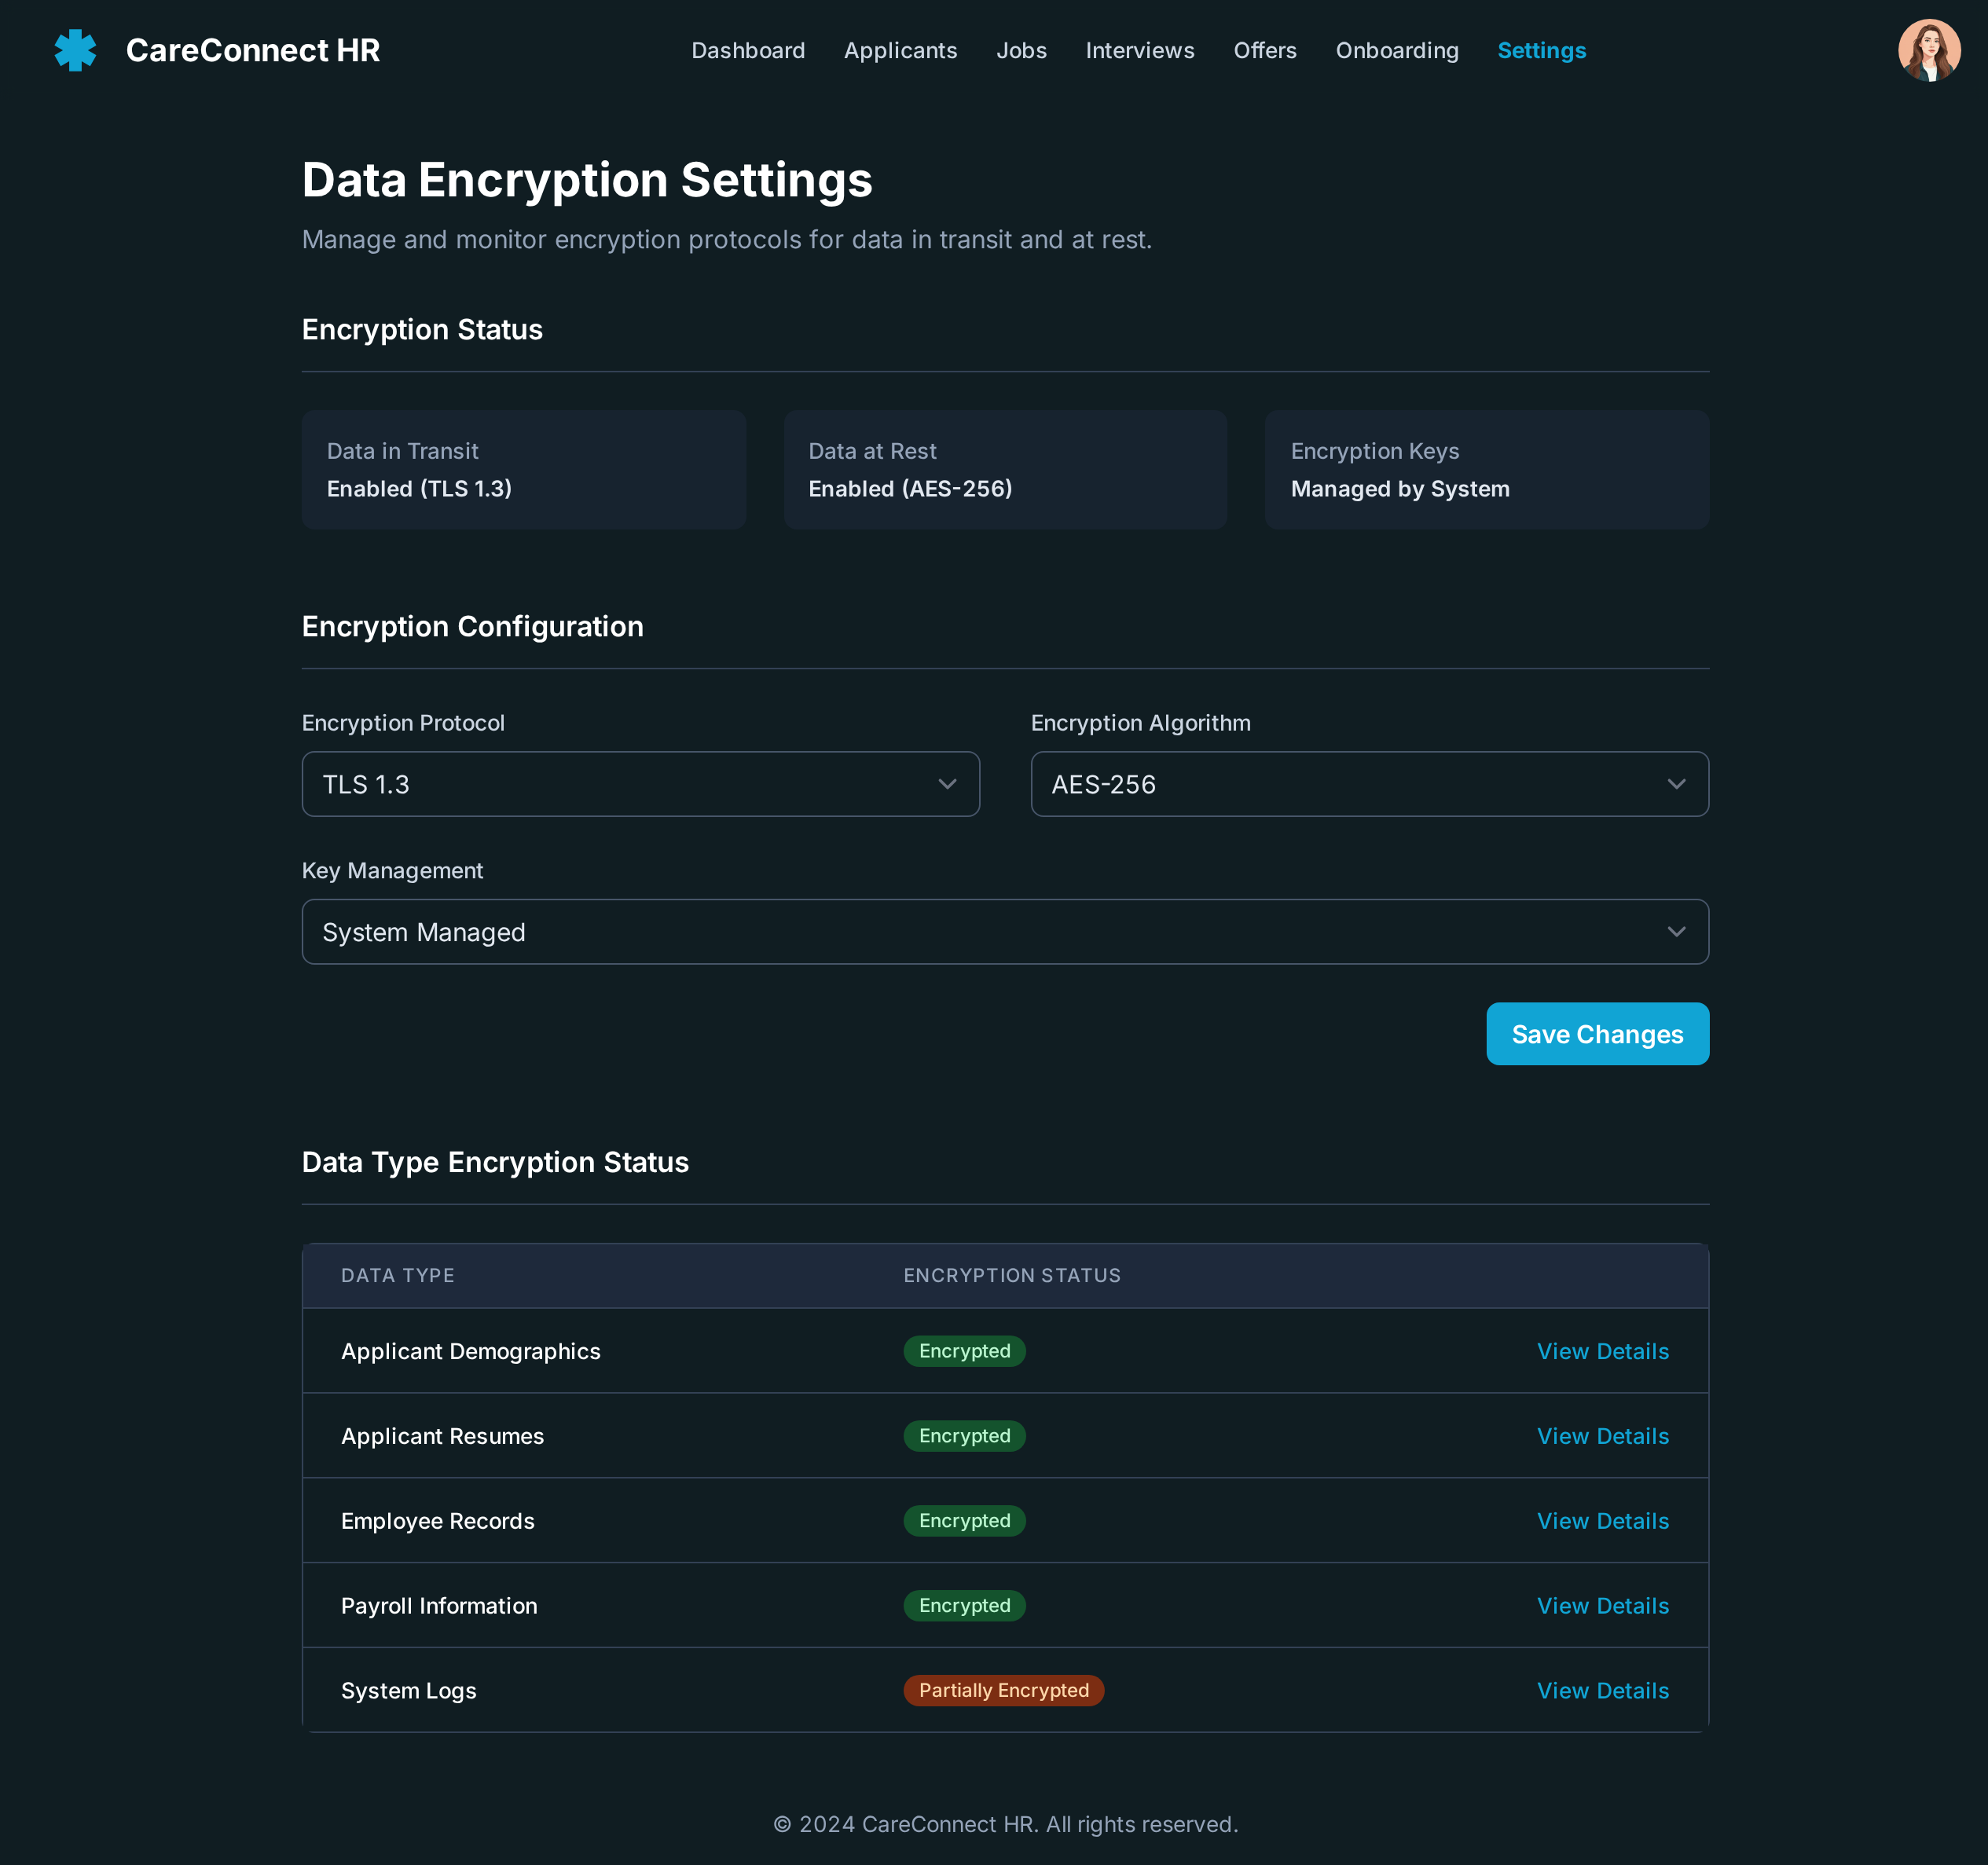 CareConnect HR
Dashboard
Applicants
Jobs
Interviews
Offers
Onboarding
Settings
Data Encryption Settings
Manage and monitor encryption protocols for data in transit and at rest.
Encryption Status
Data in Transit
Enabled (TLS 1.3)
Data at Rest
Enabled (AES-256)
Encryption Keys
Managed by System
Encryption Configuration
Encryption Protocol
TLS 1.3
Encryption Algorithm
AES-256
Key Management
System Managed
Save Changes
Data Type Encryption Status
DATA TYPE
ENCRYPTION STATUS
Applicant Demographics
Encrypted
View Details
Applicant Resumes
Encrypted
View Details
Employee Records
Encrypted
View Details
Payroll Information
Encrypted
View Details
System Logs
Partially Encrypted
View Details
© 2024 CareConnect HR. All rights reserved.